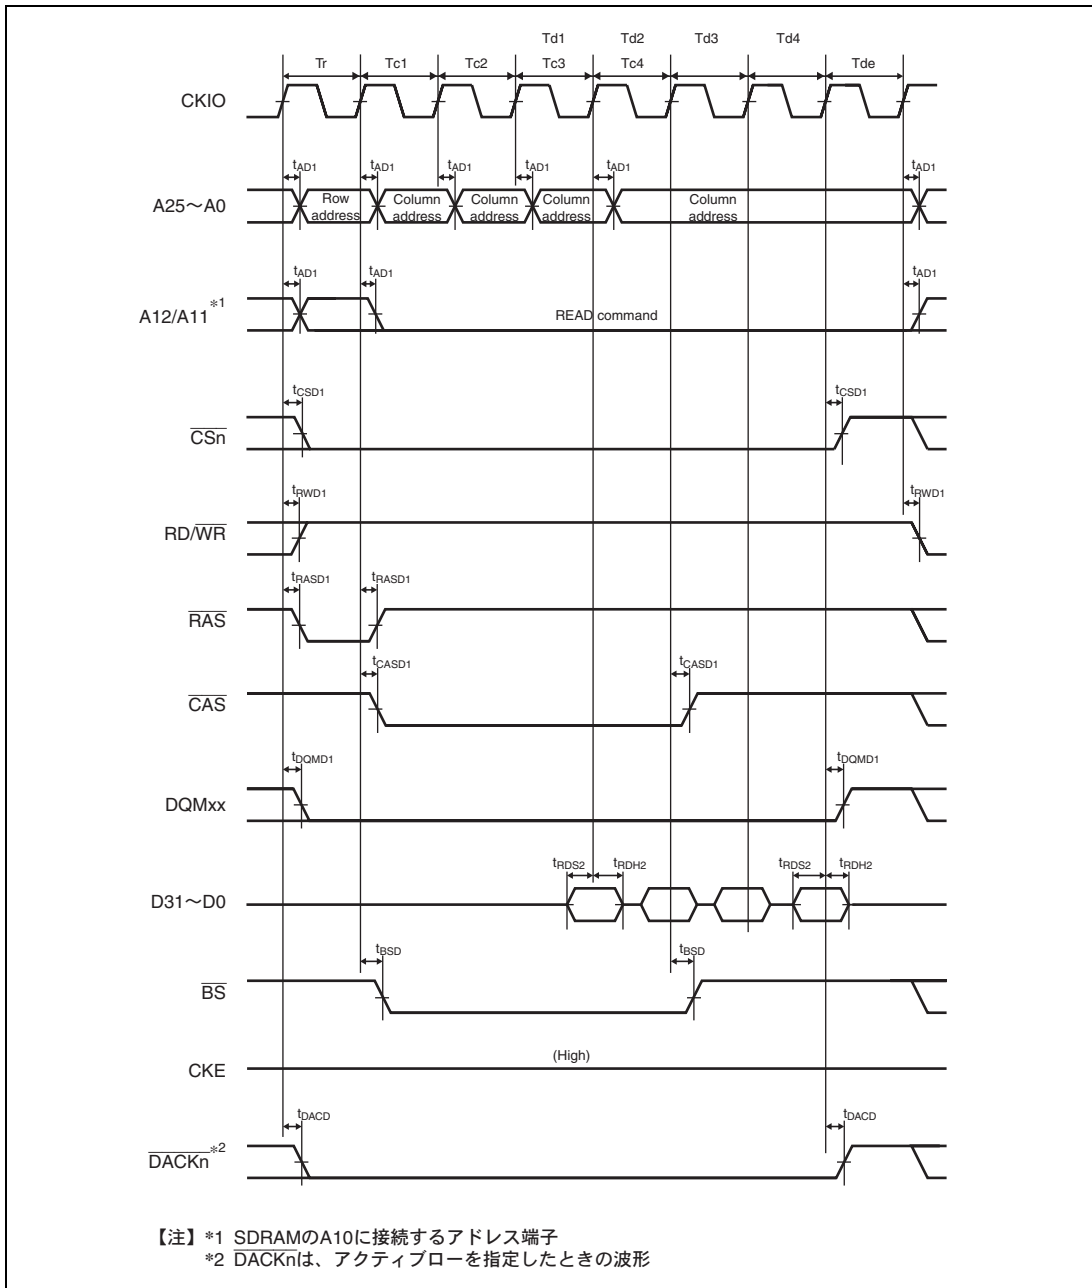 Td1 Td2 Td3 Td4
Tr Tc1 Tc2 Tc3 Tc4 Tde
CKIO
tAD1 tAD1 tAD1 tAD1 tAD1 tAD1
A25～A0
Row address
Column address
Column address
Column address
Column address
tAD1 tAD1 tAD1
A12/A11*1
READ command
tCSD1 tCSD1
CSn
tRWD1 tRWD1
RD/WR
tRASD1 tRASD1
RAS
tCASD1 tCASD1
CAS
tDQMD1 tDQMD1
DQMxx
tRDS2 tRDH2 tRDS2 tRDH2
D31～D0
tBSD tBSD
BS
(High)
CKE
tDACD tDACD
DACKn*2
【注】*1 SDRAMのA10に接続するアドレス端子
*2 DACKnは、アクティブローを指定したときの波形